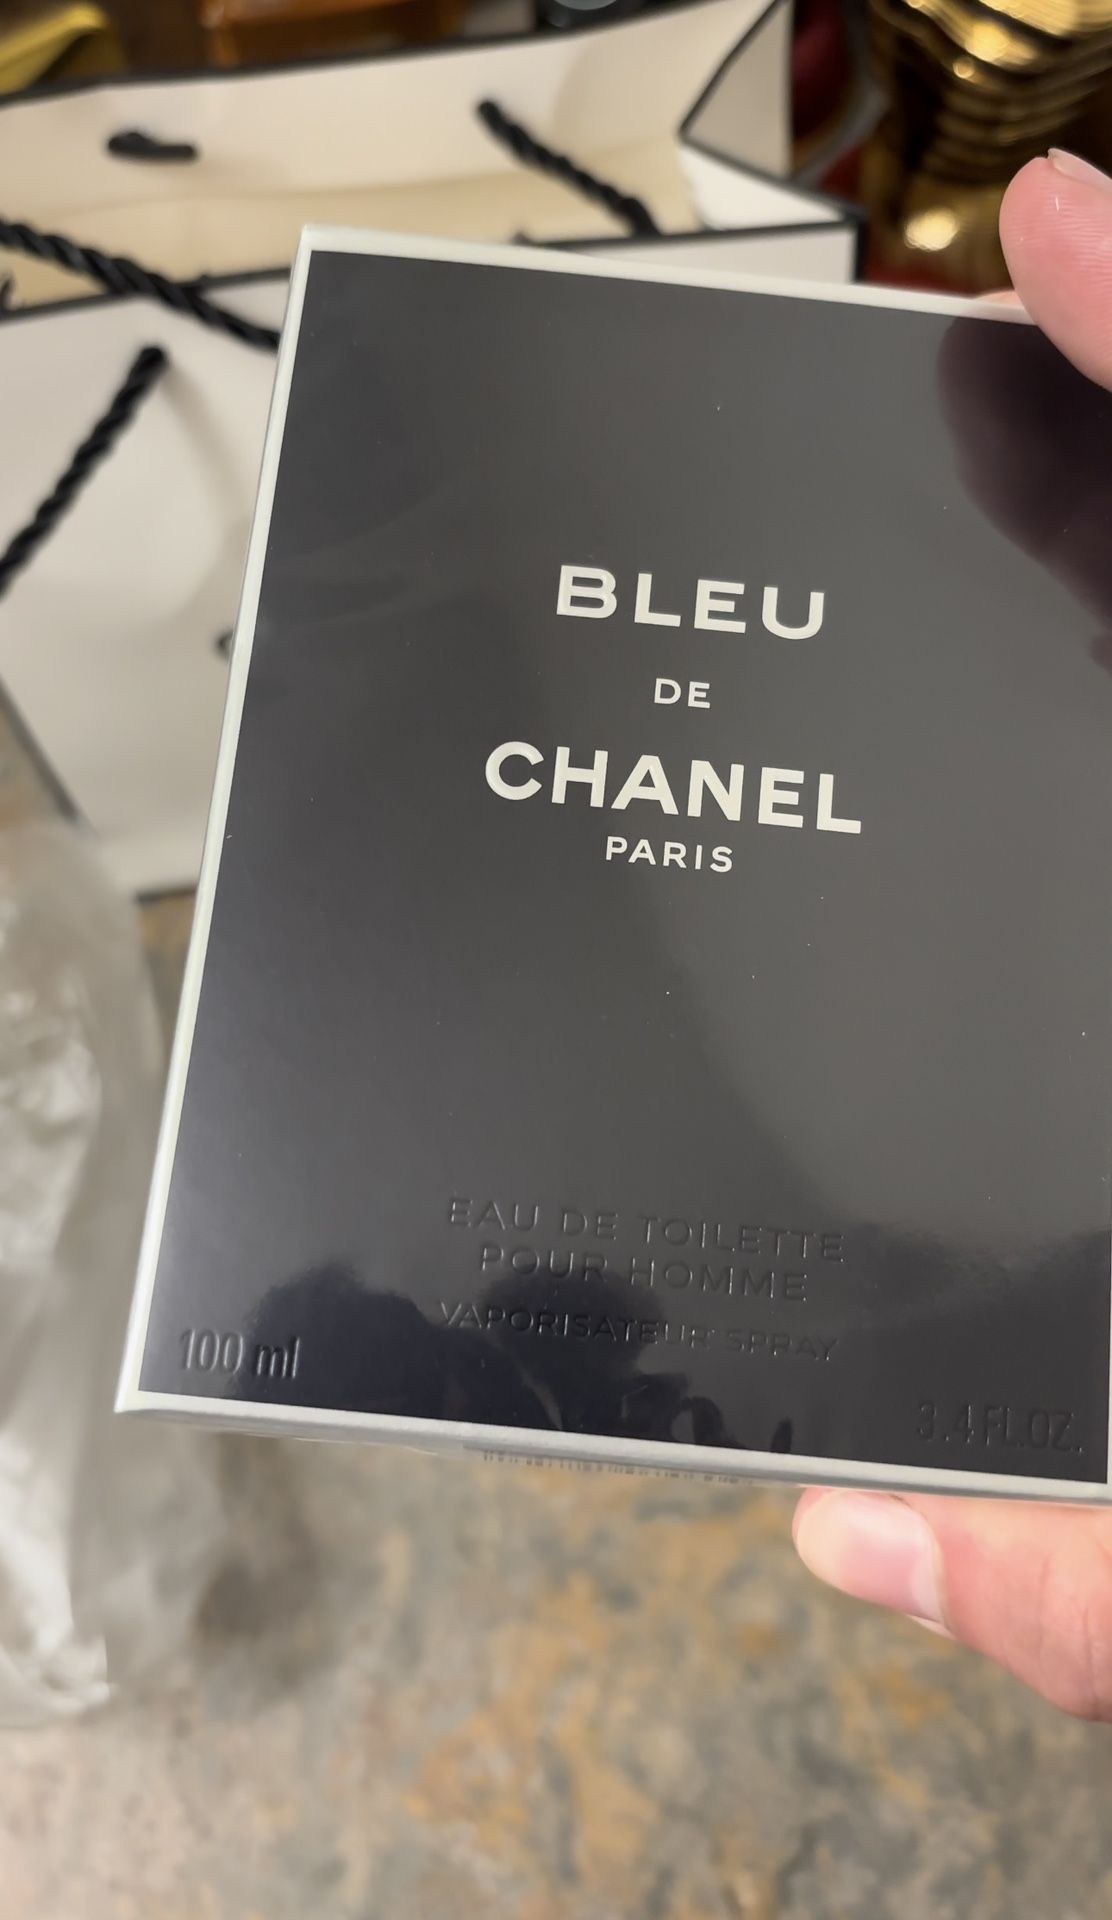 BLEU
DE
CHANEL
PARIS
EAU DE TOILETTE
POUR HOMME
VAPORISATEUR SPRAY
100 ml
3.4 FL.OZ.